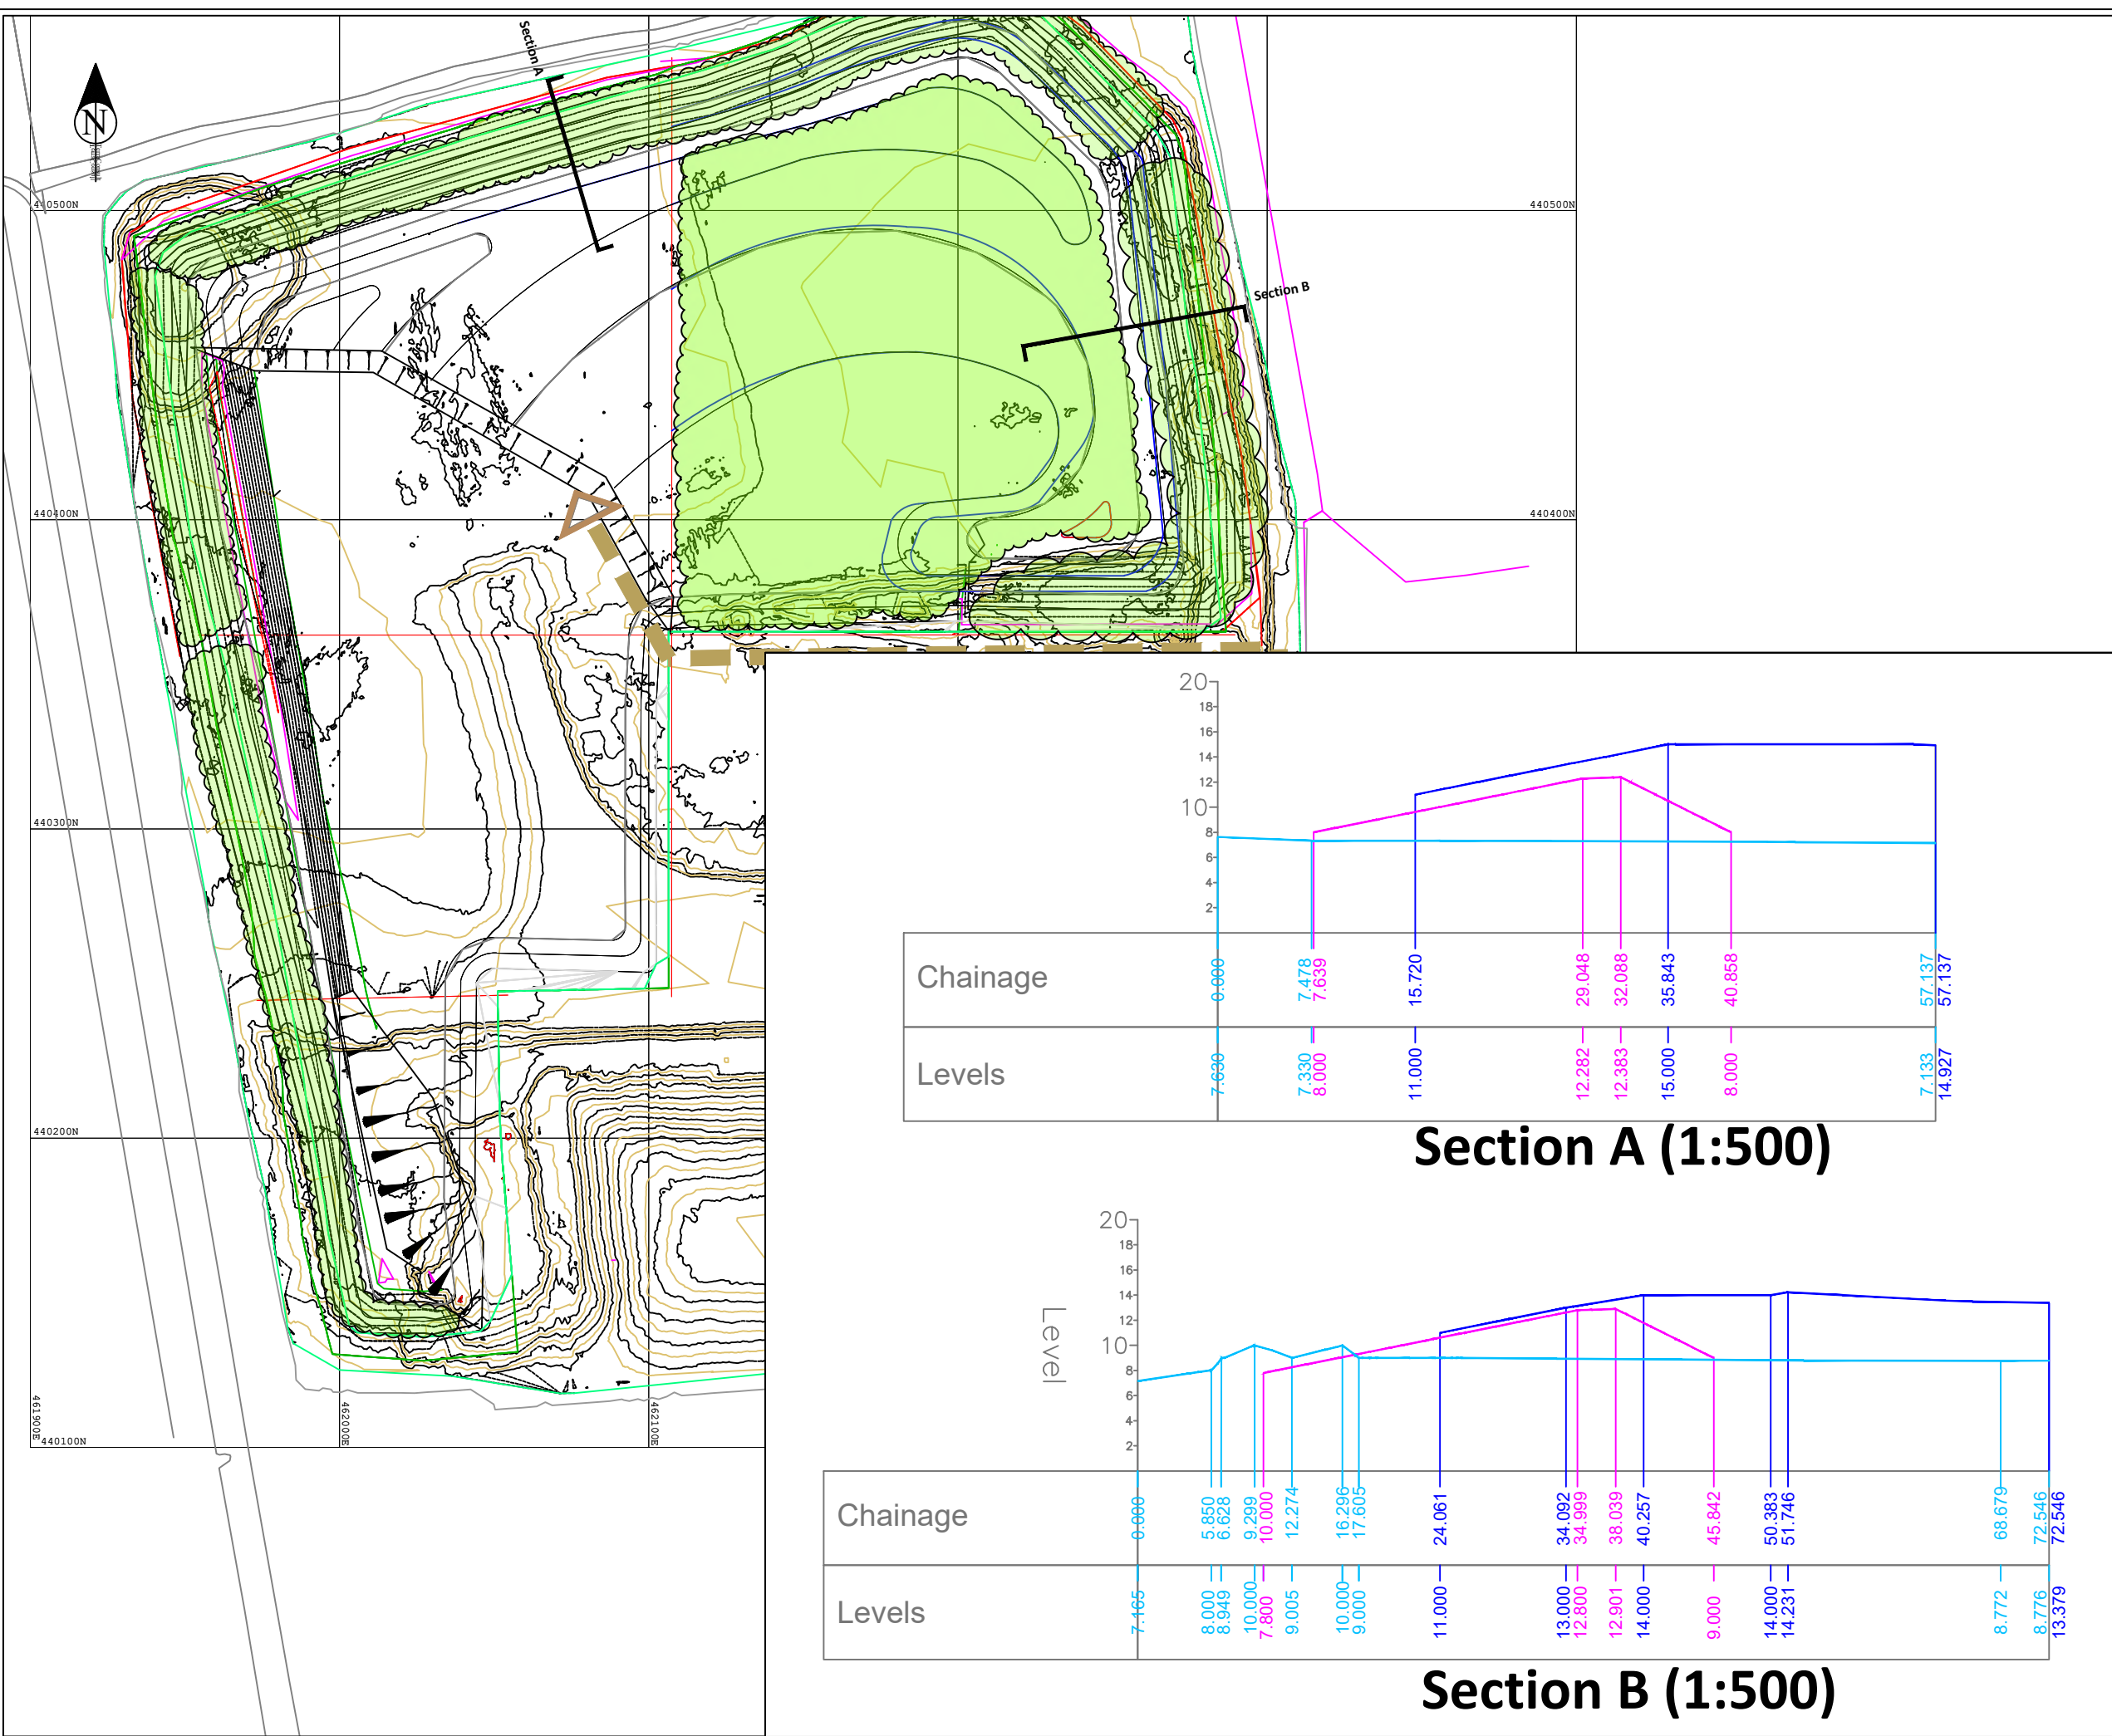 Section A
N
440500N
440500N
Section B
440400N
440400N
440300N
440200N
461900E
462000E
462100E
440100N
20
18
16
14
12
10
8
6
4
2
Chainage
0.000 7.478 7.639 15.720 29.048 32.088 35.843 40.858 57.137 57.137
Levels
7.630 7.330 8.000 11.000 12.282 12.383 15.000 8.000 7.133 14.927
Section A (1:500)
20
18
16
14
12
10
8
6
4
2
Level
Chainage
0.000 5.850 6.628 9.299 10.000 12.274 16.296 17.605 24.061 34.092 34.999 38.039 40.257 45.842 50.383 51.746 68.679 72.546 72.546
Levels
7.165 8.000 8.949 10.000 7.800 9.005 10.000 9.000 11.000 13.000 12.800 12.901 14.000 9.000 14.000 14.231 8.772 8.776 13.379
Section B (1:500)